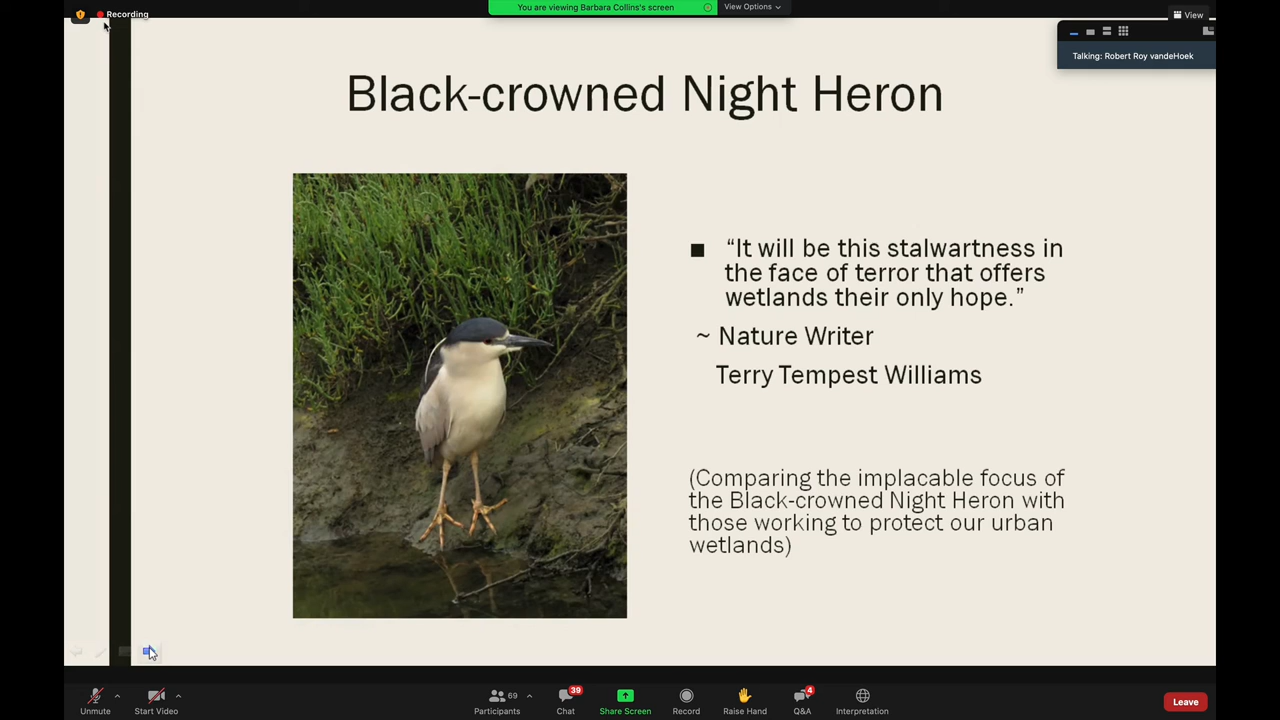 Recording
You are viewing Barbara Collins's screen
View Options
View
Talking: Robert Roy vandeHoek
Black-crowned Night Heron
■ “It will be this stalwartness in
the face of terror that offers
wetlands their only hope.”
~ Nature Writer
Terry Tempest Williams
(Comparing the implacable focus of
the Black-crowned Night Heron with
those working to protect our urban
wetlands)
Unmute
Start Video
69
Participants
39
Chat
Share Screen
Record
Raise Hand
4
Q&A
Interpretation
Leave